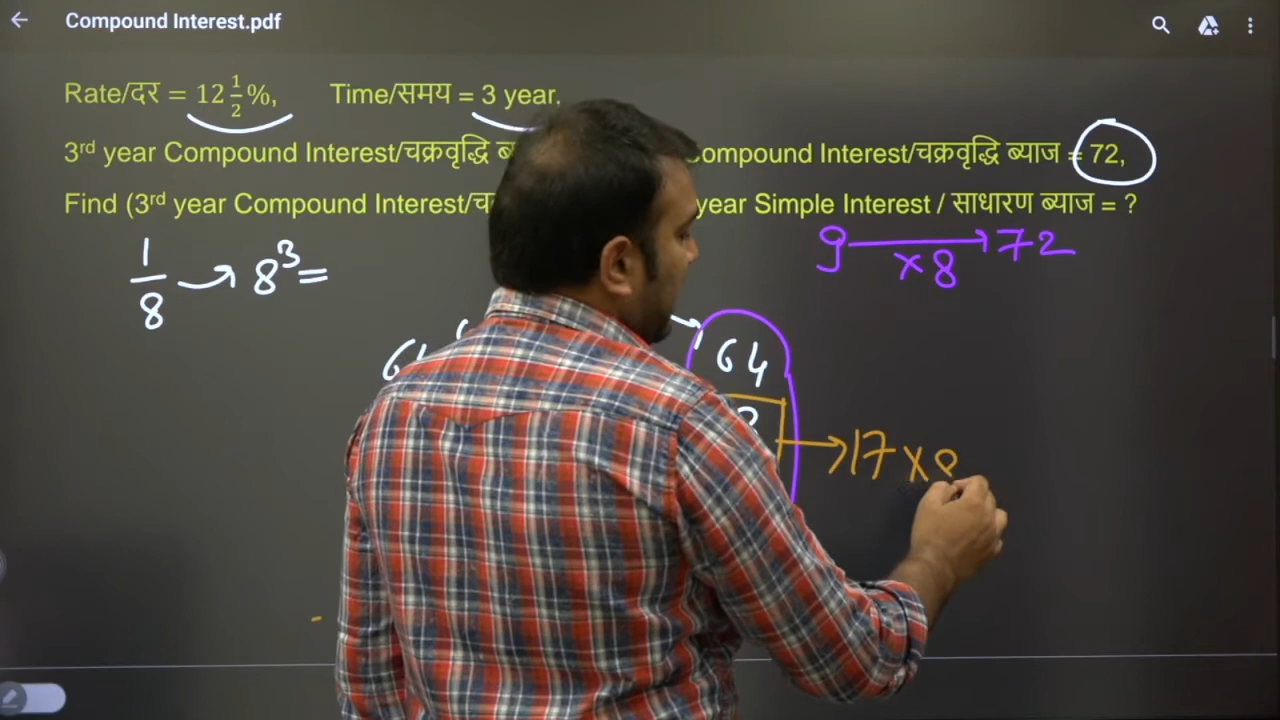 Compound Interest.pdf
Rate/दर = 12 1/2 %, Time/समय = 3 year.
3rd year Compound Interest/चक्रवृद्धि ompound Interest/चक्रवृद्धि ब्याज = 72,
Find (3rd year Compound Interest/च year Simple Interest / साधारण ब्याज = ?
9 → 72
×8
1/8 → 8³ =
64
→ 17 × 8